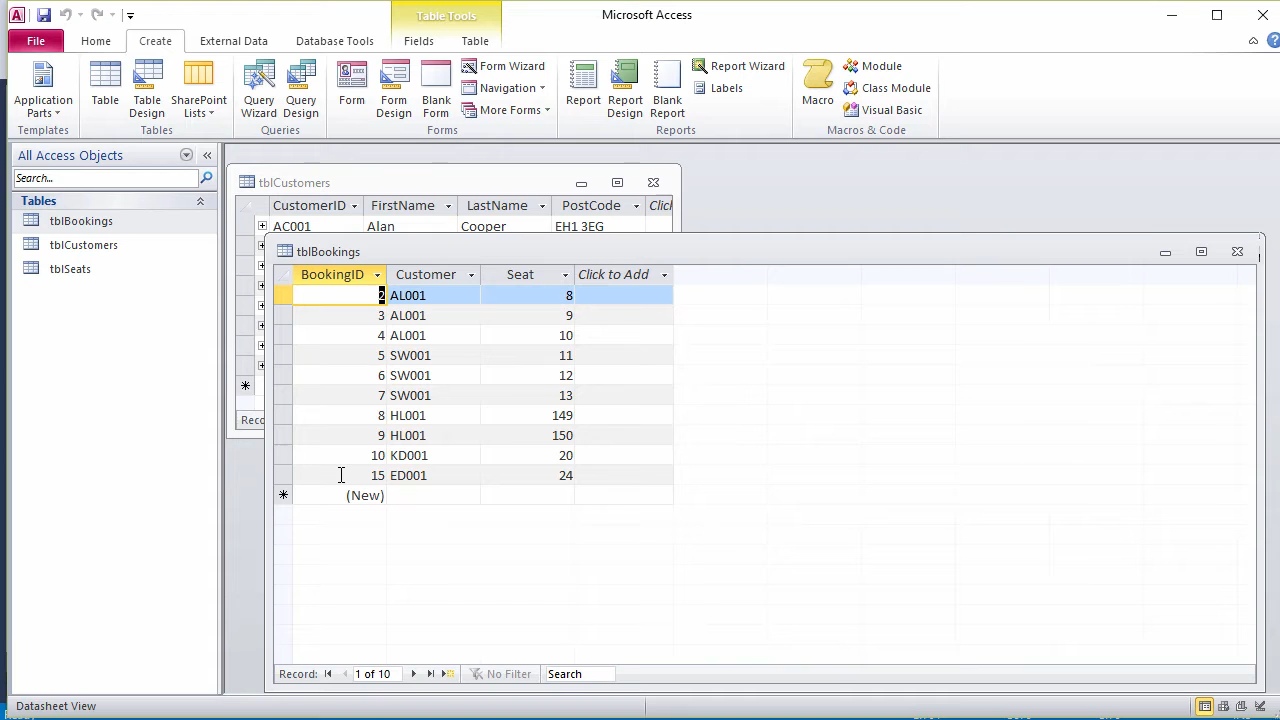 Table Tools
Microsoft Access
File Home Create External Data Database Tools Fields Table
Application Parts
Table
Table Design
SharePoint Lists
Query Wizard
Query Design
Form
Form Design
Blank Form
Form Wizard
Navigation
More Forms
Report
Report Design
Blank Report
Report Wizard
Labels
Macro
Module
Class Module
Visual Basic
Templates Tables Queries Forms Reports Macros & Code
All Access Objects
Search...
Tables
tblBookings
tblCustomers
tblSeats
tblCustomers
CustomerID FirstName LastName PostCode Clic
AC001 Alan Cooper EH1 3EG
Reco
tblBookings
BookingID Customer Seat Click to Add
2 AL001 8
3 AL001 9
4 AL001 10
5 SW001 11
6 SW001 12
7 SW001 13
8 HL001 149
9 HL001 150
10 KD001 20
15 ED001 24
(New)
Record: 1 of 10 No Filter Search
Datasheet View